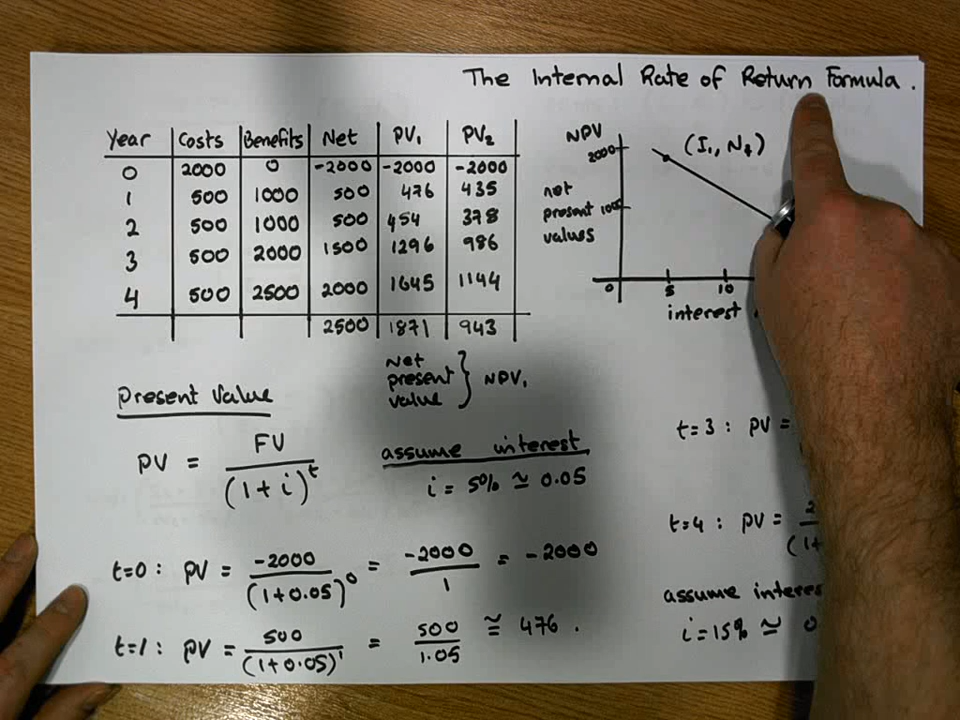 The Internal Rate of Return Formula.
Year Costs Benefits Net PV₁ PV₂
0 2000 0 -2000 -2000 -2000
1 500 1000 500 476 435
2 500 1000 500 454 378
3 500 2000 1500 1296 986
4 500 2500 2000 1645 1144
2500 1871 943
Net
present
value } NPV₁
NPV
2000
(I₁, N₁)
net
present 1000
values
0 5 10
interest
Present Value
PV = FV / (1 + i)^t
assume interest
i = 5% ≅ 0.05
t=0 : PV = -2000 / (1+0.05)^0 = -2000 / 1 = -2000
t=1 : PV = 500 / (1+0.05)^1 = 500 / 1.05 ≅ 476 .
t=3 : PV =
t=4 : PV =
assume
i=15% ≅